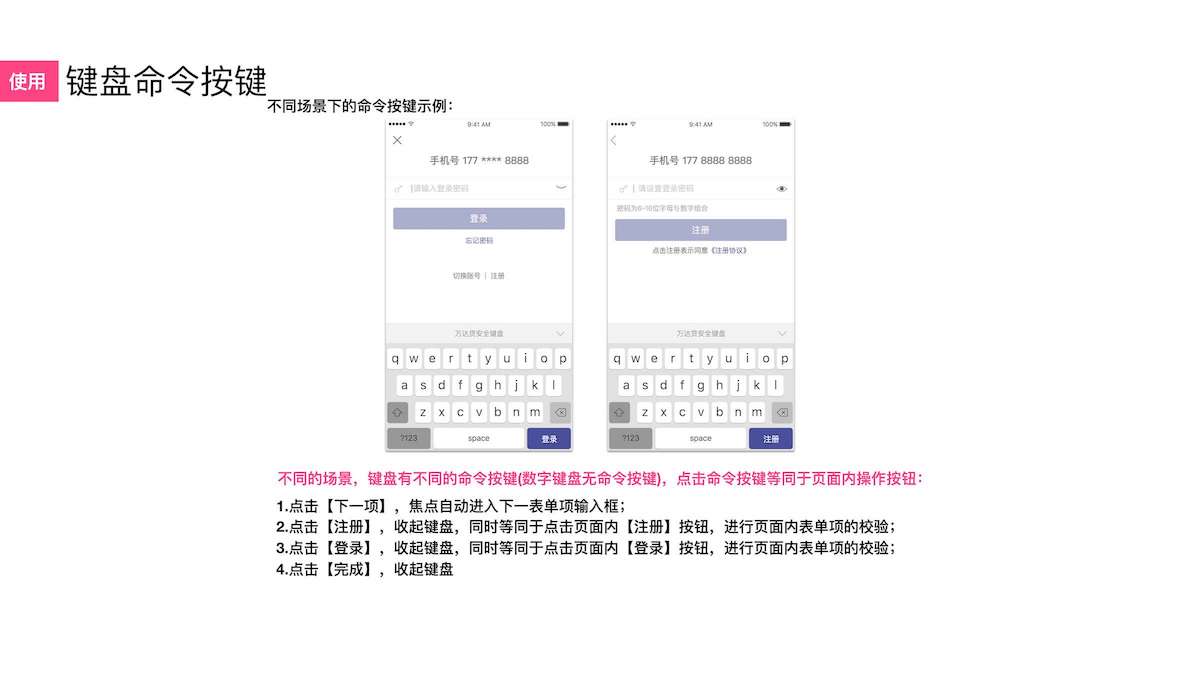 使用
键盘命令按键
不同场景下的命令按键示例：
9:41 AM 100%
手机号 177 **** 8888
请输入登录密码
登录
忘记密码
切换账号 | 注册
万达贷安全键盘
q w e r t y u i o p
a s d f g h j k l
z x c v b n m
?123 space 登录
9:41 AM 100%
手机号 177 8888 8888
请设置登录密码
密码为6-16位字母与数字组合
注册
点击注册表示同意《注册协议》
万达贷安全键盘
q w e r t y u i o p
a s d f g h j k l
z x c v b n m
?123 space 注册
不同的场景，键盘有不同的命令按键(数字键盘无命令按键)，点击命令按键等同于页面内操作按钮：
1.点击【下一项】，焦点自动进入下一表单项输入框；
2.点击【注册】，收起键盘，同时等同于点击页面内【注册】按钮，进行页面内表单项的校验；
3.点击【登录】，收起键盘，同时等同于点击页面内【登录】按钮，进行页面内表单项的校验；
4.点击【完成】，收起键盘